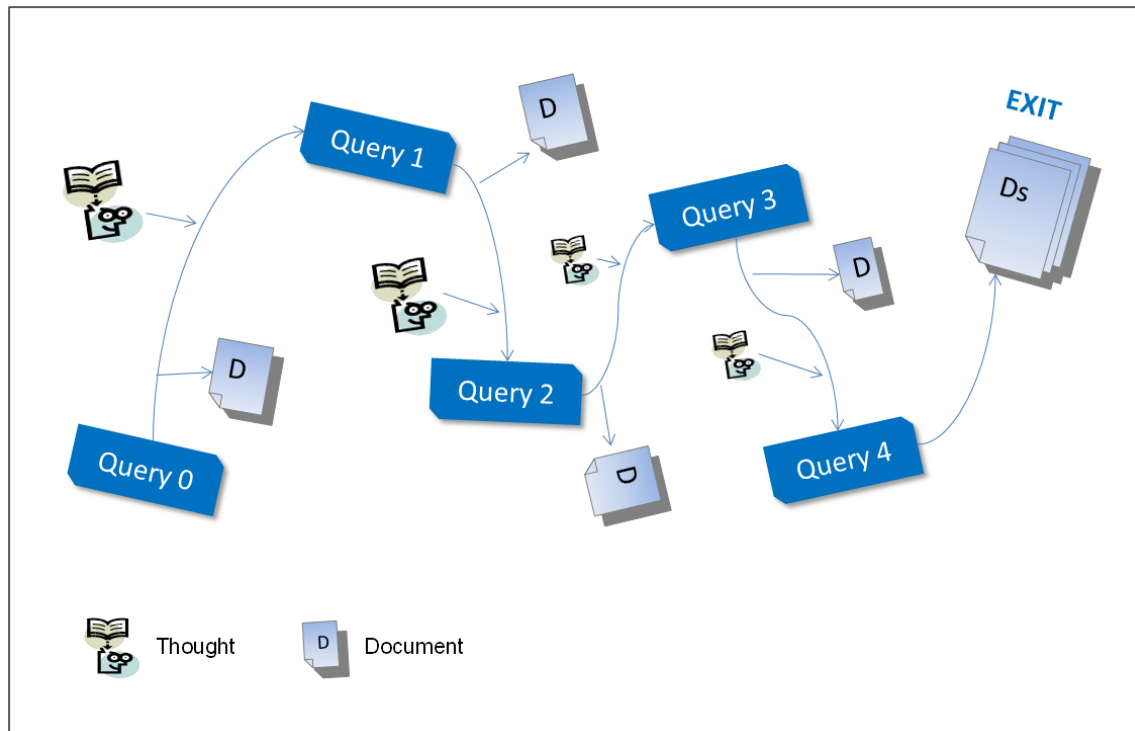 EXIT
D
Query 1
Ds
Query 3
D
D
Query 2
Query 4
Query 0
D
D Thought
Document